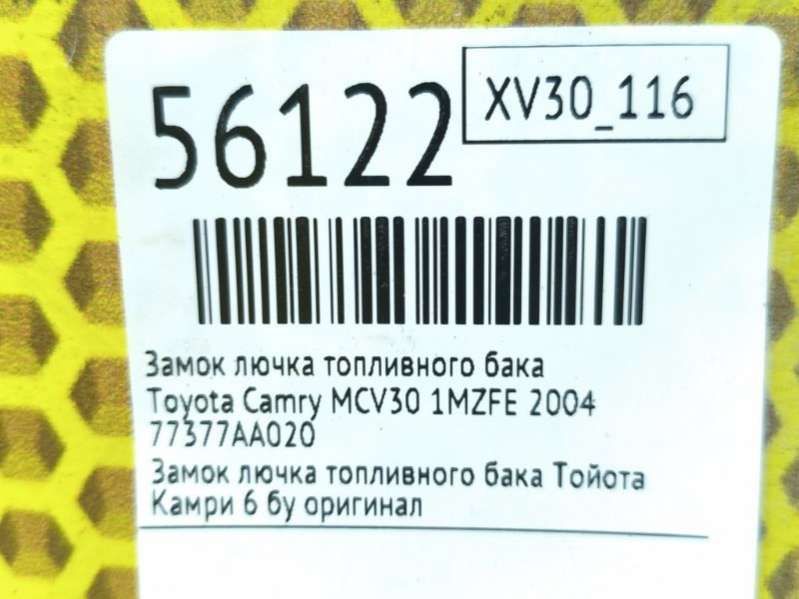 56122
XV30_116
Замок лючка топливного бака
Toyota Camry MCV30 1MZFE 2004
77377AA020
Замок лючка топливного бака Тойота
Камри 6 бу оригинал